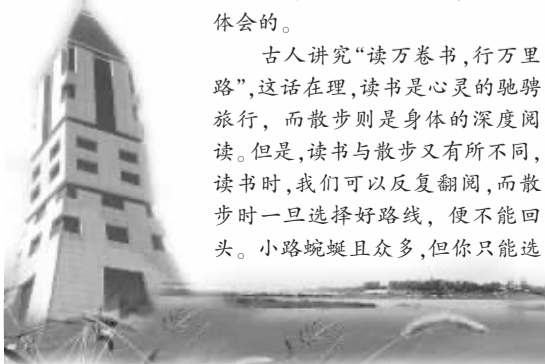 体会的。
古人讲究“读万卷书,行万里
路”,这话在理,读书是心灵的驰骋
旅行，而散步则是身体的深度阅
读。但是,读书与散步又有所不同,
读书时,我们可以反复翻阅,而散
步时一旦选择好路线，便不能回
头。小路蜿蜒且众多,但你只能选